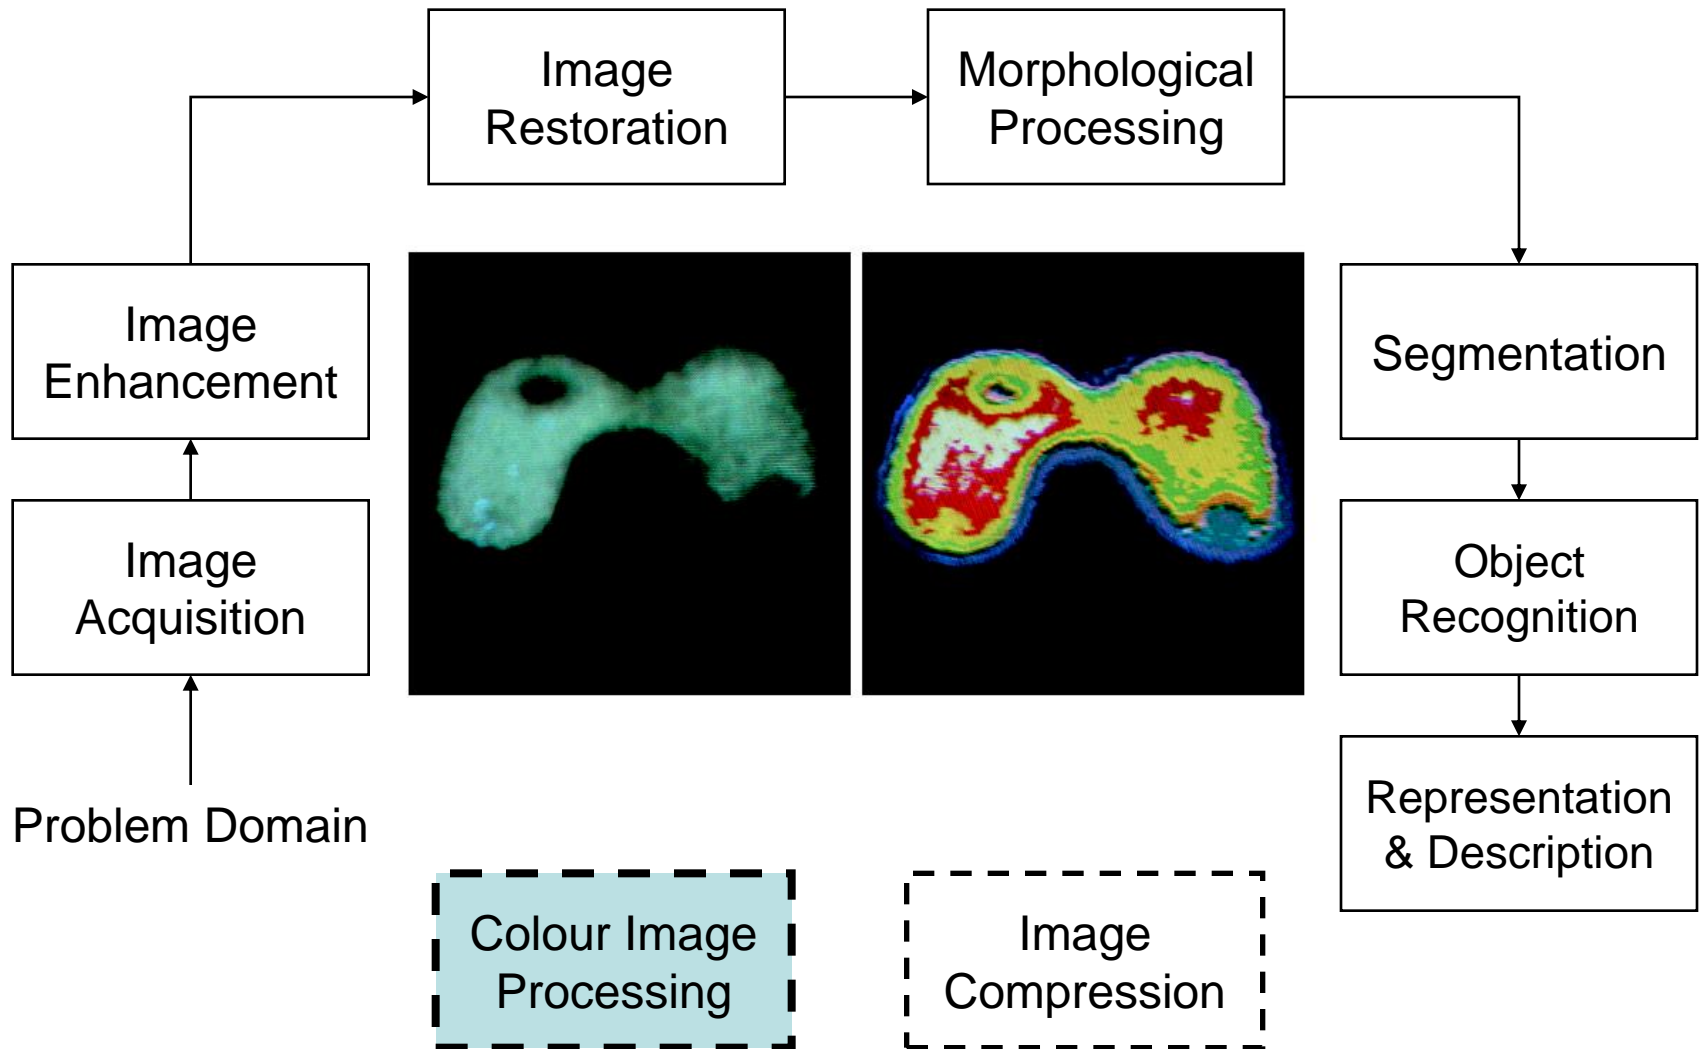 Image
Restoration
Morphological
Processing
Image
Enhancement
Segmentation
Image
Acquisition
Object
Recognition
Problem Domain
Representation
& Description
Colour Image
Processing
Image
Compression